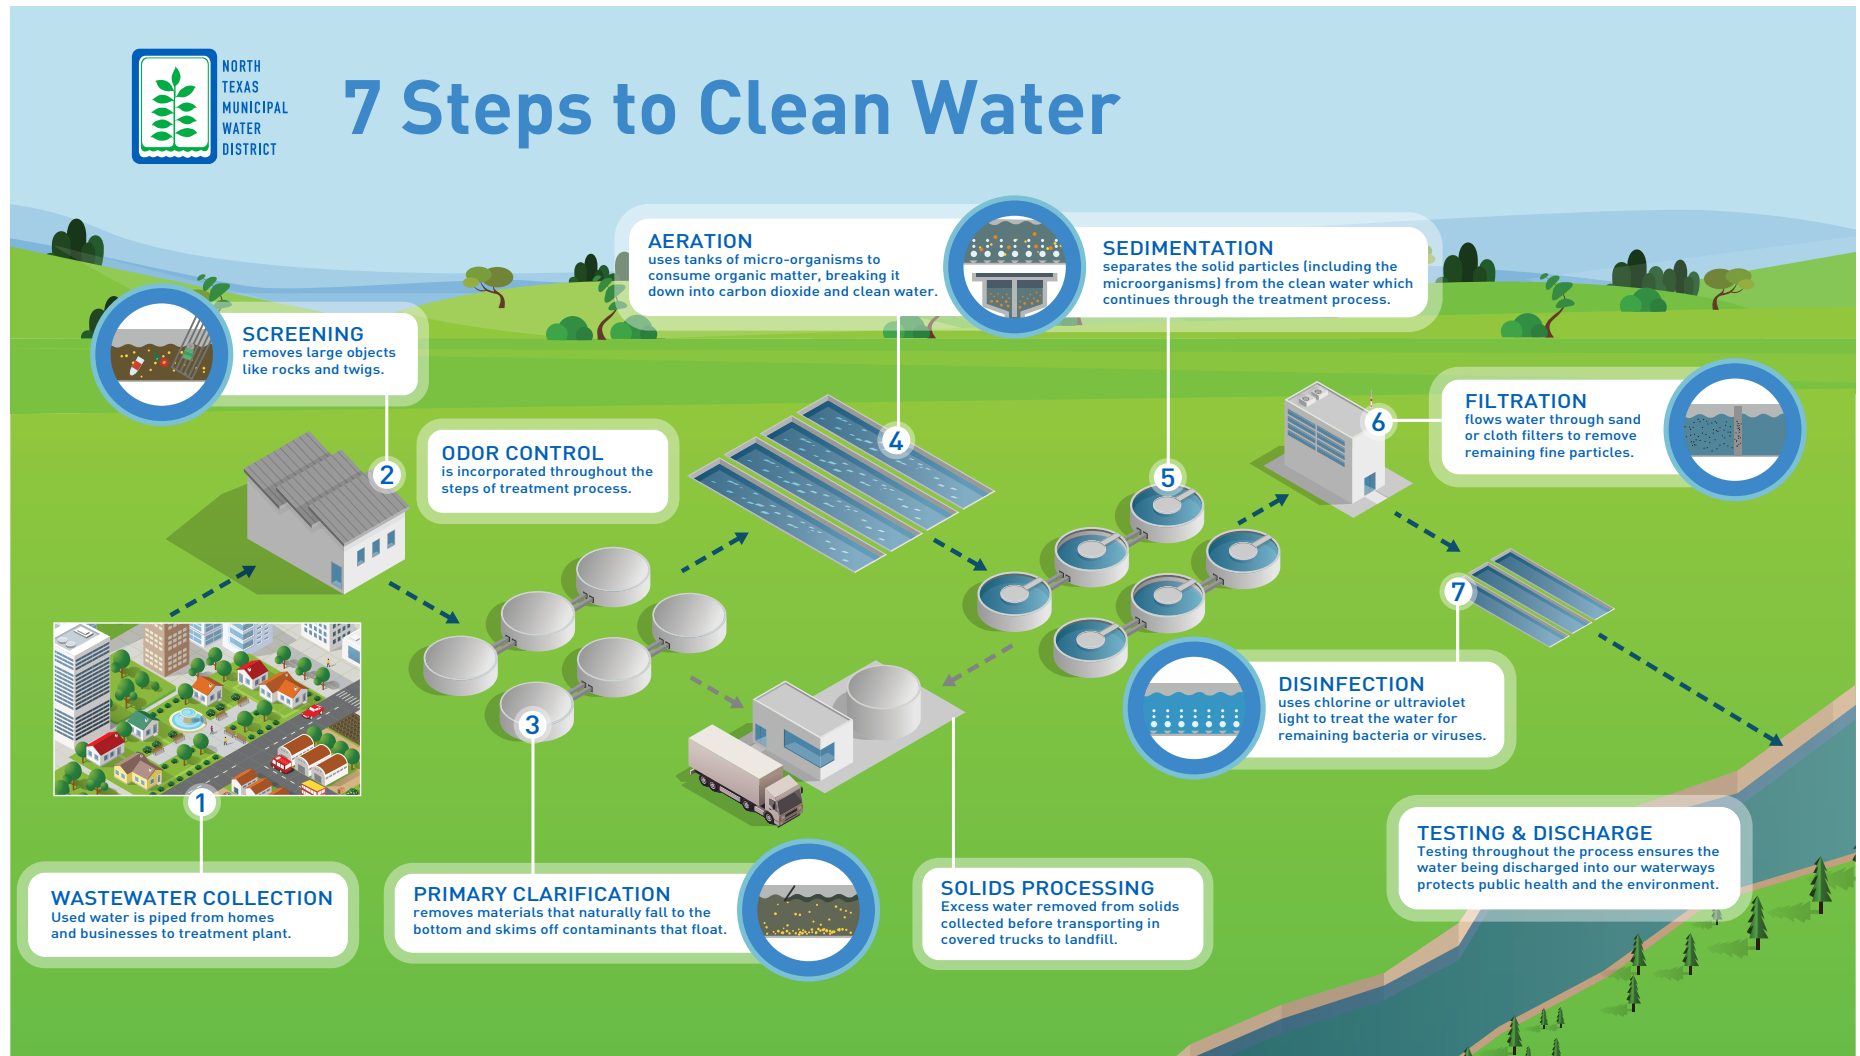 NORTH
TEXAS
MUNICIPAL
WATER
DISTRICT
7 Steps to Clean Water
AERATION
uses tanks of micro-organisms to
consume organic matter, breaking it
down into carbon dioxide and clean water.
SEDIMENTATION
separates the solid particles (including the
microorganisms) from the clean water which
continues through the treatment process.
SCREENING
removes large objects
like rocks and twigs.
FILTRATION
flows water through sand
or cloth filters to remove
remaining fine particles.
6
4
ODOR CONTROL
is incorporated throughout the
steps of treatment process.
2
5
7
DISINFECTION
uses chlorine or ultraviolet
light to treat the water for
remaining bacteria or viruses.
3
1
TESTING & DISCHARGE
Testing throughout the process ensures the
water being discharged into our waterways
protects public health and the environment.
WASTEWATER COLLECTION
Used water is piped from homes
and businesses to treatment plant.
PRIMARY CLARIFICATION
removes materials that naturally fall to the
bottom and skims off contaminants that float.
SOLIDS PROCESSING
Excess water removed from solids
collected before transporting in
covered trucks to landfill.